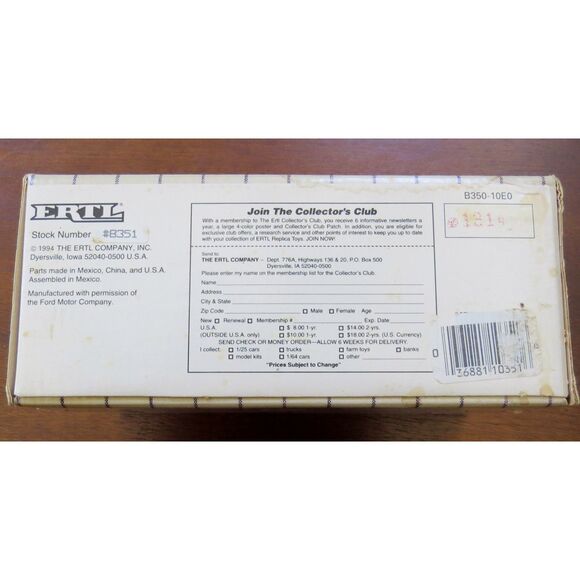 ERTL
Stock Number #B351
© 1994 THE ERTL COMPANY, INC.
Dyersville, Iowa 52040-0500 U.S.A.
Parts made in Mexico, China, and U.S.A.
Assembled in Mexico.
Manufactured with permission of
the Ford Motor Company.
Join The Collector's Club
With a membership to The Ertl Collector's Club, you receive 6 informative newsletters a
year, a large 4-color poster and Collector's Club Patch. In addition, you are eligible for
exclusive club offers, a research service and other points of interest to keep you up to date
with your collection of ERTL Replica Toys. JOIN NOW!
Send to:
THE ERTL COMPANY – Dept. 776A, Highways 136 & 20, P.O. Box 500
Dyersville, IA 52040-0500
Please enter my name on the membership list for the Collector's Club.
Name
Address
City & State
Zip Code Male Female Age
New Renewal Membership # Exp. Date
U.S.A. $ 8.00 1-yr $14.00 2-yrs.
(OUTSIDE U.S.A. only) $10.00 1-yr. $18.00 2-yrs. (U.S. Currency)
SEND CHECK OR MONEY ORDER—ALLOW 6 WEEKS FOR DELIVERY.
I collect: 1/25 cars trucks farm toys banks
model kits 1/64 cars other
"Prices Subject to Change"
B350-10E0
1214
0
36881 10351